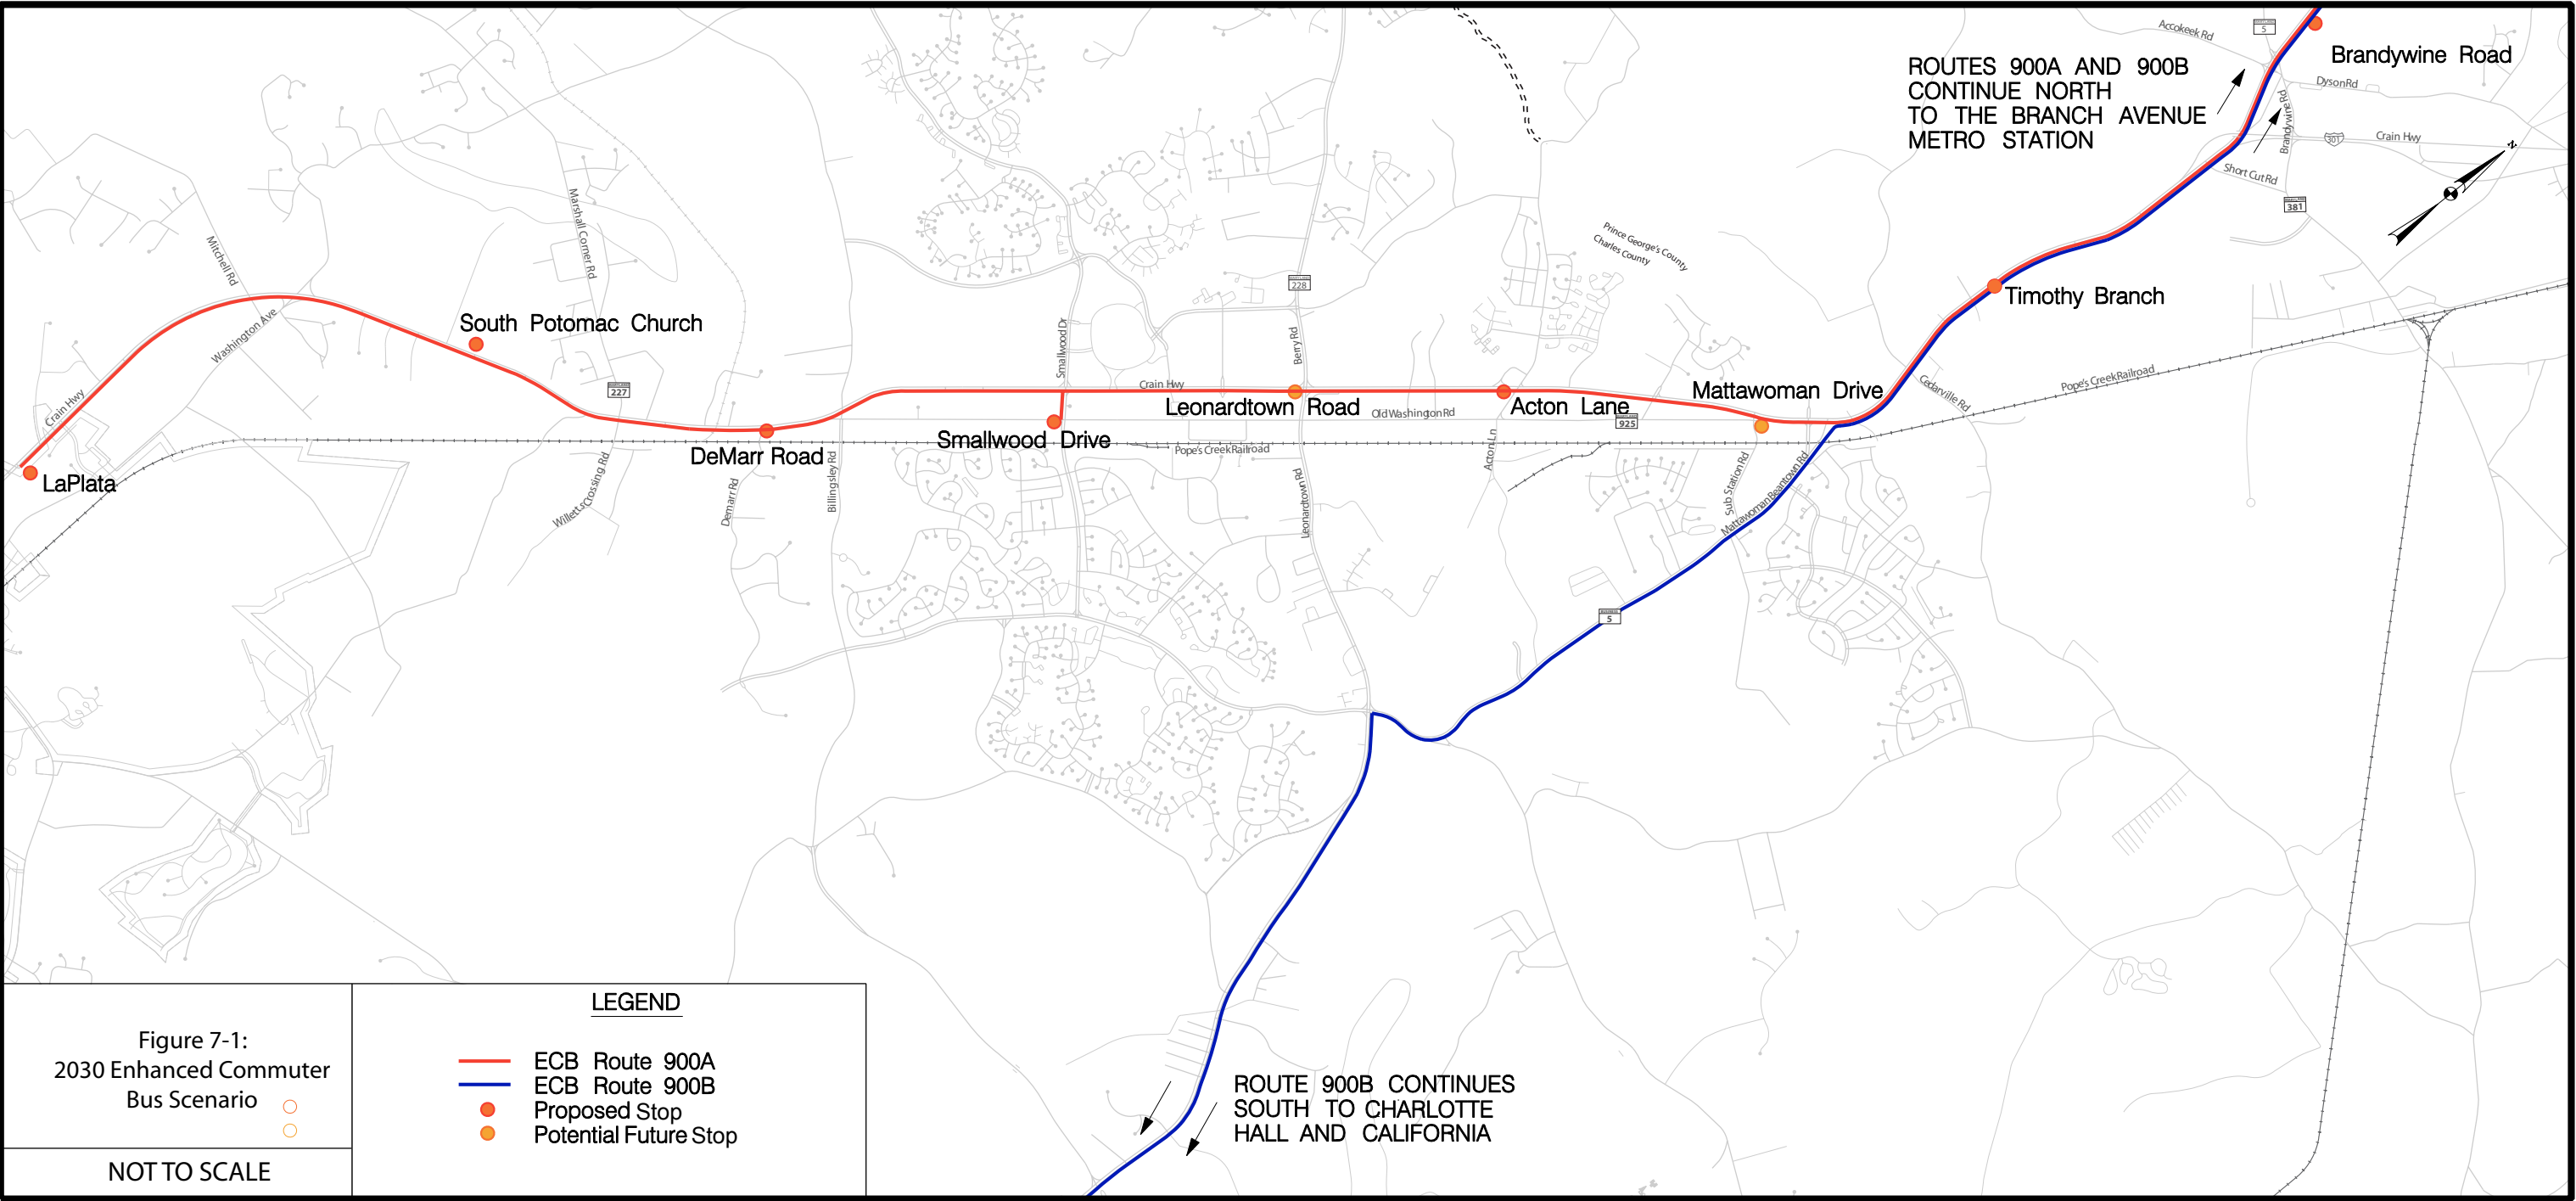 Accokeek Rd
5
Brandywine Road
ROUTES 900A AND 900B
CONTINUE NORTH
TO THE BRANCH AVENUE
METRO STATION
Dyson Rd
Brandywine Rd
301
Crain Hwy
Short Cut Rd
N
381
Mitchell Rd
Marshall Corner Rd
Prince George's County
Charles County
228
Timothy Branch
Washington Ave
South Potomac Church
Smallwood Dr
Berry Rd
Crain Hwy
227
Crain Hwy
Leonardtown Road
Old Washington Rd
Acton Lane
925
Mattawoman Drive
Cedarville Rd
Pope's Creek Railroad
LaPlata
DeMarr Road
Smallwood Drive
Pope's Creek Railroad
Acton Ln
Willetts Crossing Rd
Demarr Rd
Billingsley Rd
Leonardtown Rd
Sub Station Rd
Mattawoman Beantown Rd
5
Figure 7-1:
2030 Enhanced Commuter
Bus Scenario
NOT TO SCALE
LEGEND
ECB Route 900A
ECB Route 900B
Proposed Stop
Potential Future Stop
ROUTE 900B CONTINUES
SOUTH TO CHARLOTTE
HALL AND CALIFORNIA